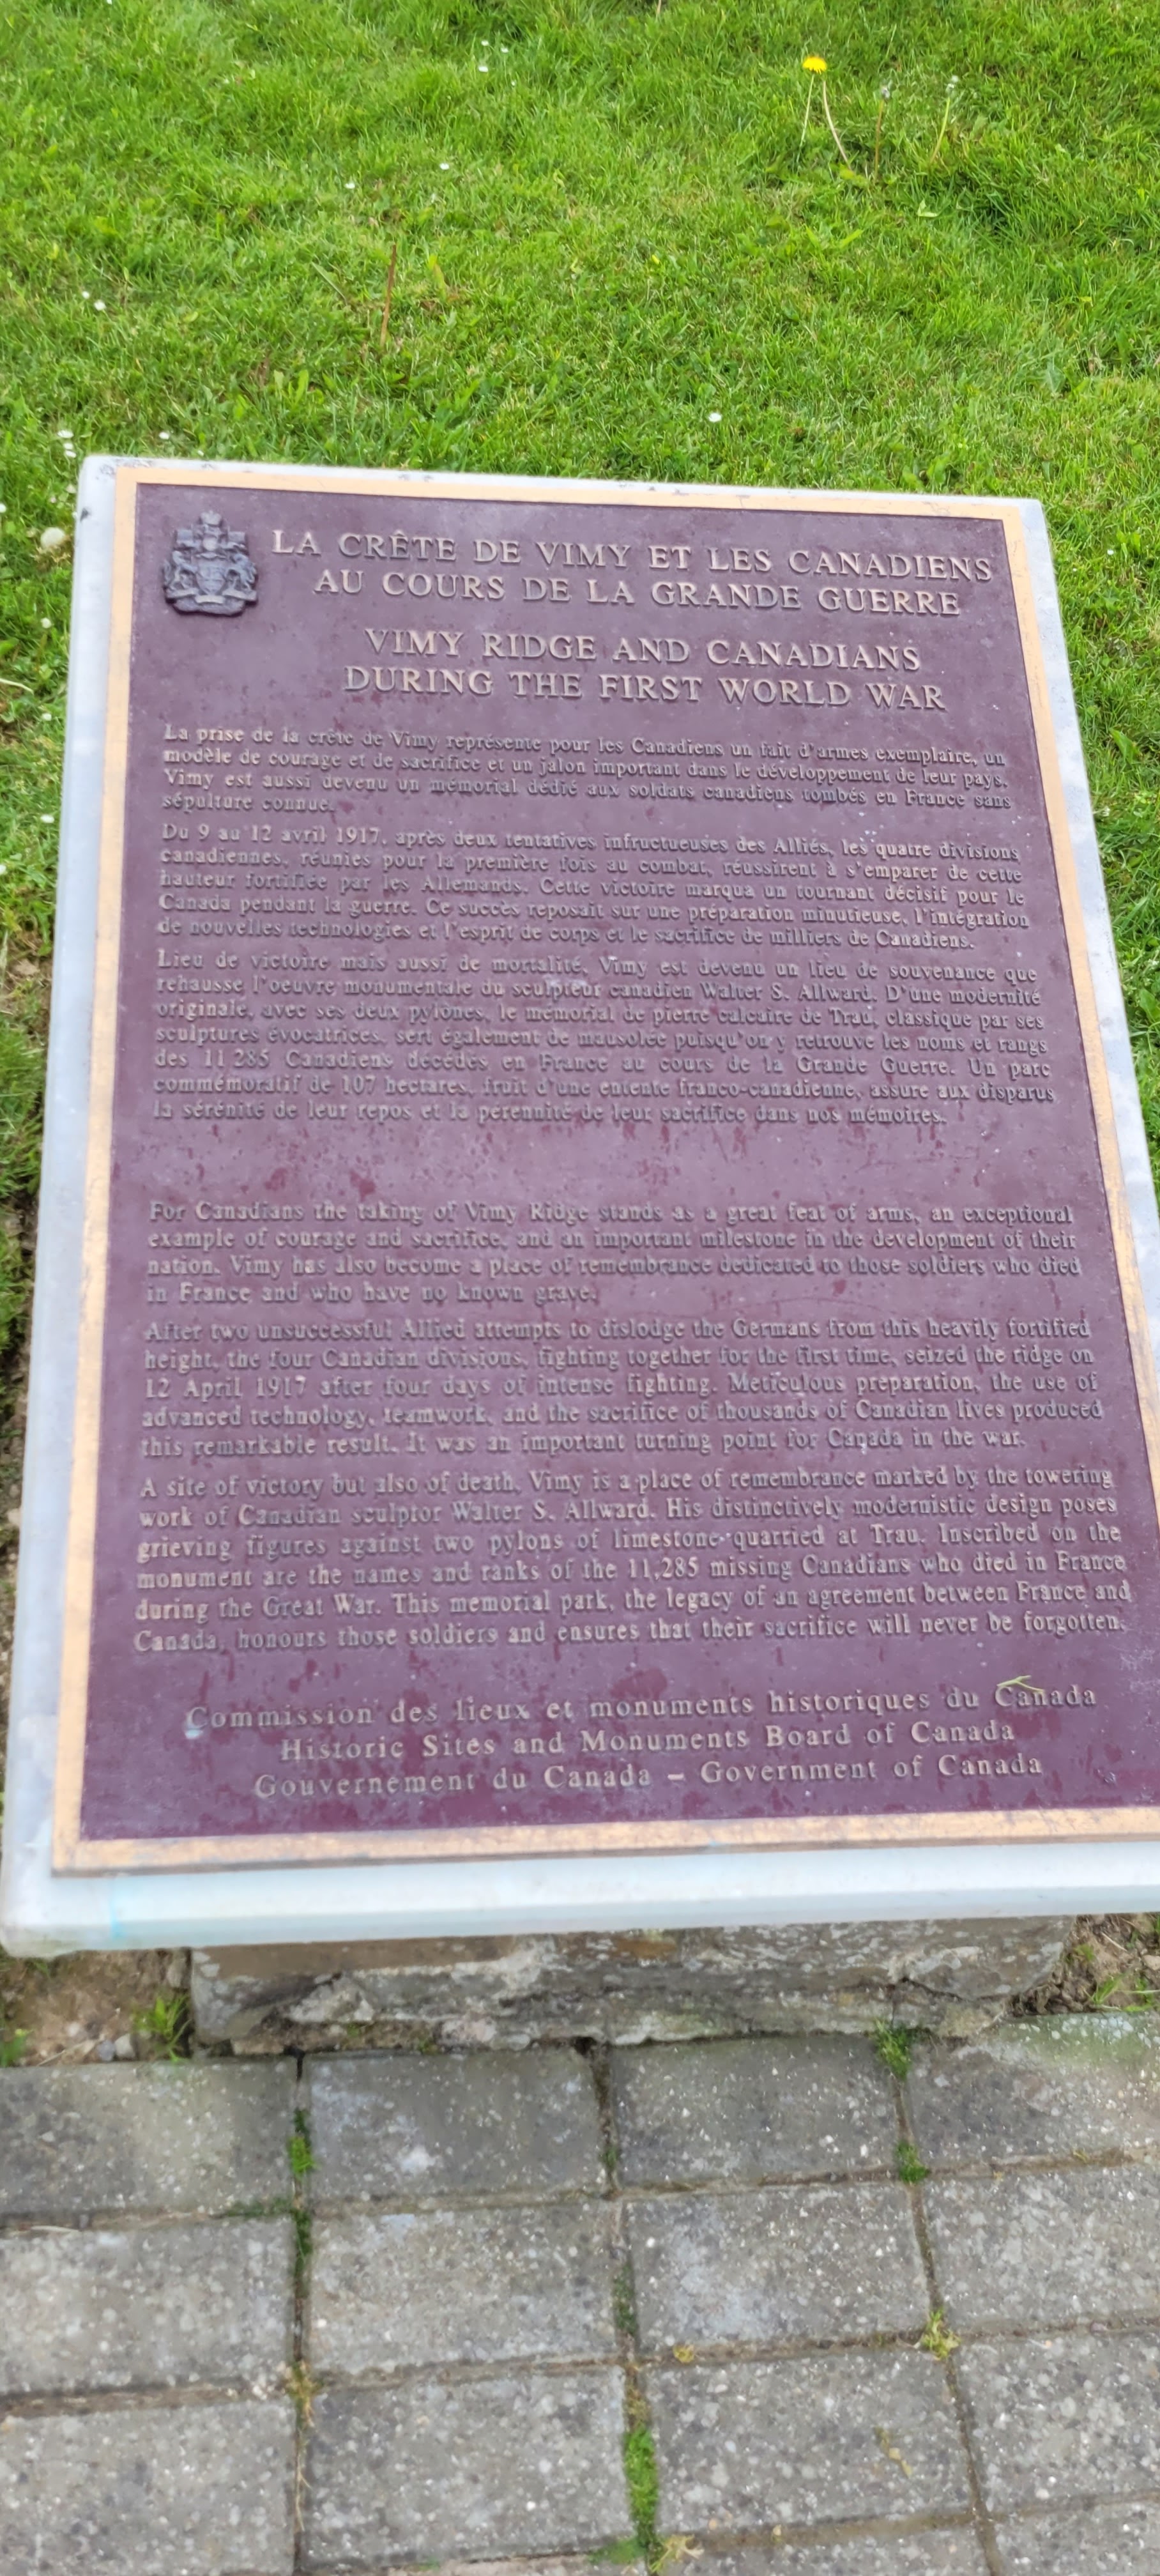 LA CRÊTE DE VIMY ET LES CANADIENS
AU COURS DE LA GRANDE GUERRE
VIMY RIDGE AND CANADIANS
DURING THE FIRST WORLD WAR
La prise de la crête de Vimy représente pour les Canadiens un fait d'armes exemplaire, un
modèle de courage et de sacrifice et un jalon important dans le développement de leur pays.
Vimy est aussi devenu un mémorial dédié aux soldats canadiens tombés en France sans
sépulture connue.
Du 9 au 12 avril 1917, après deux tentatives infructueuses des Alliés, les quatre divisions
canadiennes, réunies pour la première fois au combat, réussirent à s'emparer de cette
hauteur fortifiée par les Allemands. Cette victoire marqua un tournant décisif pour le
Canada pendant la guerre. Ce succès reposait sur une préparation minutieuse, l'intégration
de nouvelles technologies et l'esprit de corps et le sacrifice de milliers de Canadiens.
Lieu de victoire mais aussi de mortalité, Vimy est devenu un lieu de souvenance que
rehausse l'oeuvre monumentale du sculpteur canadien Walter S. Allward. D'une modernité
originale, avec ses deux pylônes, le mémorial de pierre calcaire de Trau, classique par ses
sculptures évocatrices, sert également de mausolée puisqu'on y retrouve les noms et rangs
des 11 285 Canadiens décédés en France au cours de la Grande Guerre. Un parc
commémoratif de 107 hectares, fruit d'une entente franco-canadienne, assure aux disparus
la sérénité de leur repos et la pérennité de leur sacrifice dans nos mémoires.
For Canadians the taking of Vimy Ridge stands as a great feat of arms, an exceptional
example of courage and sacrifice, and an important milestone in the development of their
nation. Vimy has also become a place of remembrance dedicated to those soldiers who died
in France and who have no known grave.
After two unsuccessful Allied attempts to dislodge the Germans from this heavily fortified
height, the four Canadian divisions, fighting together for the first time, seized the ridge on
12 April 1917 after four days of intense fighting. Meticulous preparation, the use of
advanced technology, teamwork, and the sacrifice of thousands of Canadian lives produced
this remarkable result. It was an important turning point for Canada in the war.
A site of victory but also of death, Vimy is a place of remembrance marked by the towering
work of Canadian sculptor Walter S. Allward. His distinctively modernistic design poses
grieving figures against two pylons of limestone quarried at Trau. Inscribed on the
monument are the names and ranks of the 11,285 missing Canadians who died in France
during the Great War. This memorial park, the legacy of an agreement between France and
Canada, honours those soldiers and ensures that their sacrifice will never be forgotten.
Commission des lieux et monuments historiques du Canada
Historic Sites and Monuments Board of Canada
Gouvernement du Canada – Government of Canada